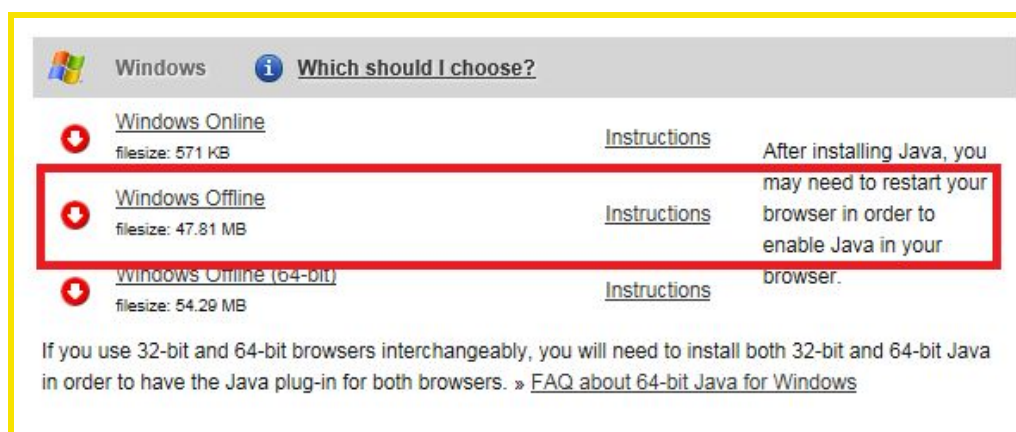 Windows Which should I choose?
Windows Online
filesize: 571 KB
Instructions
Windows Offline
filesize: 47.81 MB
Instructions
Windows Offline (64-bit)
filesize: 54.29 MB
Instructions
After installing Java, you
may need to restart your
browser in order to
enable Java in your
browser.
If you use 32-bit and 64-bit browsers interchangeably, you will need to install both 32-bit and 64-bit Java
in order to have the Java plug-in for both browsers. » FAQ about 64-bit Java for Windows